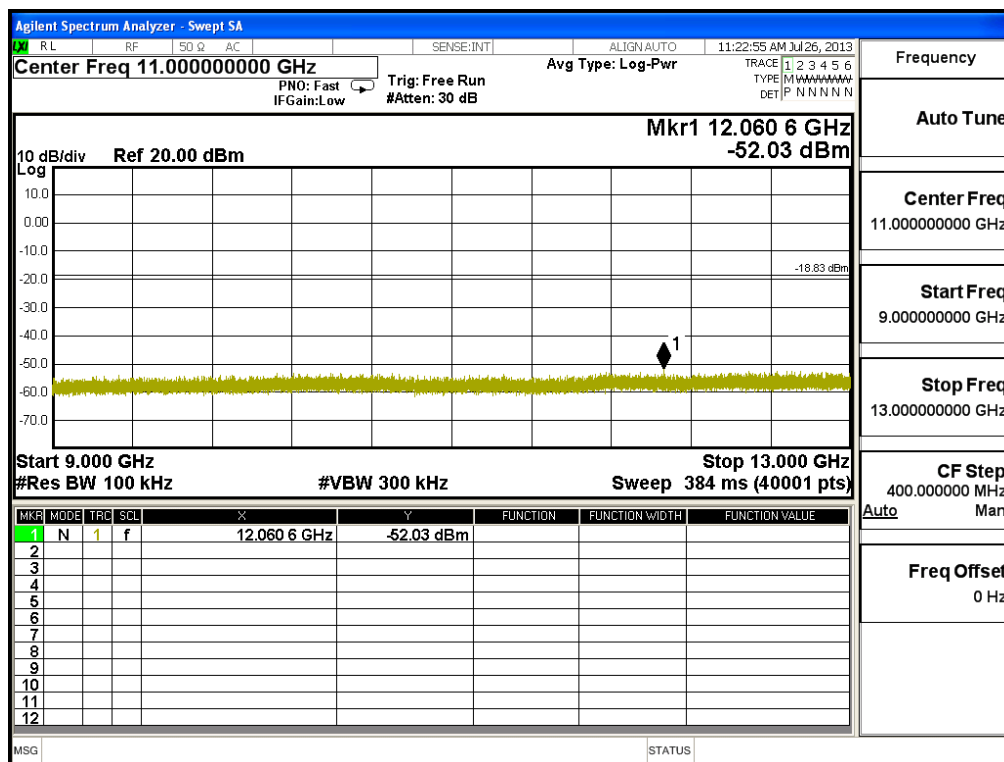 Agilent Spectrum Analyzer - Swept SA
LXI RL RF 50 Ω AC SENSE:INT ALIGN AUTO 11:22:55 AM Jul 26, 2013
Center Freq 11.000000000 GHz
PNO: Fast
IFGain:Low
Trig: Free Run
#Atten: 30 dB
Avg Type: Log-Pwr
TRACE 1 2 3 4 5 6
TYPE M
DET P N N N N N
Mkr1 12.060 6 GHz
-52.03 dBm
10 dB/div Ref 20.00 dBm
Log
10.0
0.00
-10.0
-18.83 dBm
-20.0
-30.0
-40.0
1
-50.0
-60.0
-70.0
Start 9.000 GHz Stop 13.000 GHz
#Res BW 100 kHz #VBW 300 kHz Sweep 384 ms (40001 pts)
MKR MODE TRC SCL X Y FUNCTION FUNCTION WIDTH FUNCTION VALUE
1 N 1 f 12.060 6 GHz -52.03 dBm
2
3
4
5
6
7
8
9
10
11
12
MSG STATUS
Frequency
Auto Tune
Center Freq
11.000000000 GHz
Start Freq
9.000000000 GHz
Stop Freq
13.000000000 GHz
CF Step
400.000000 MHz
Auto Man
Freq Offset
0 Hz